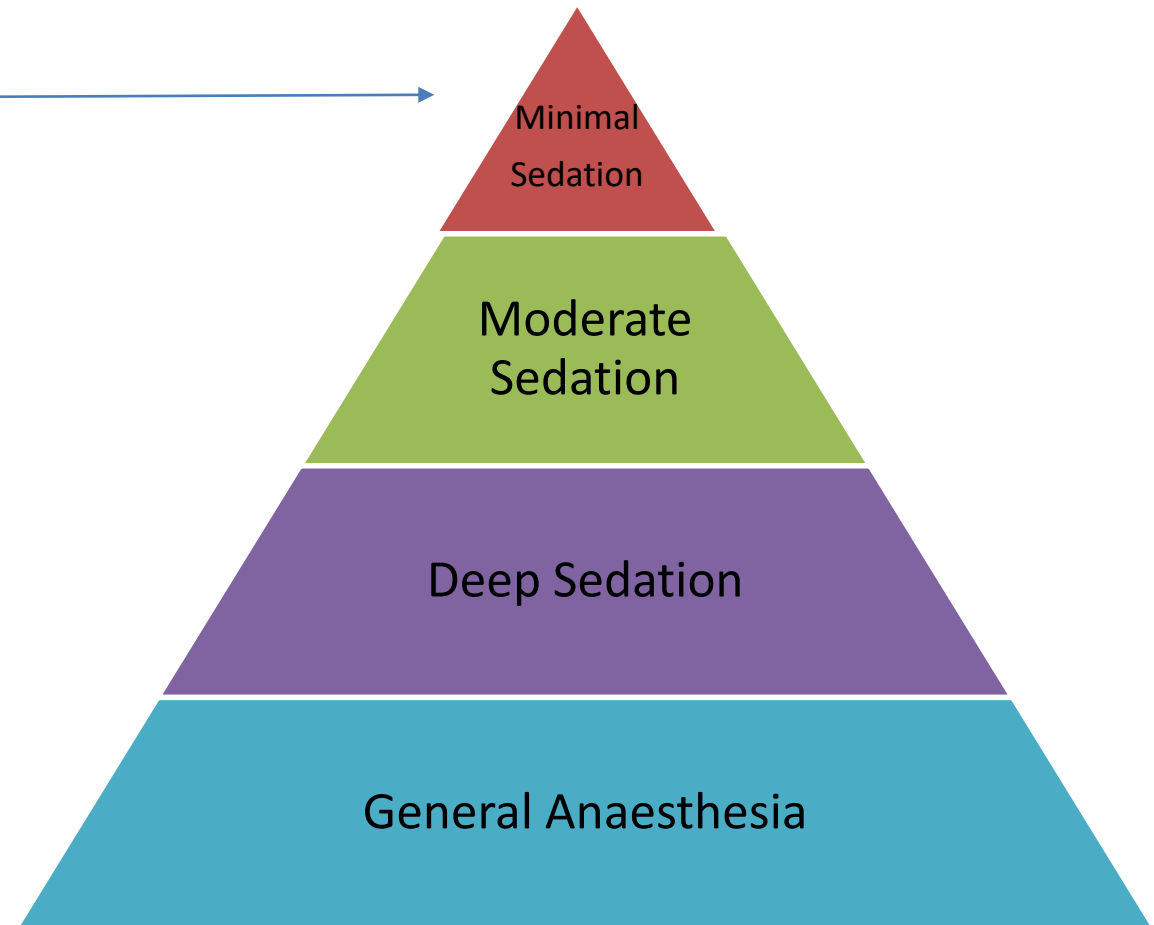 Minimal
Sedation
Moderate
Sedation
Deep Sedation
General Anaesthesia